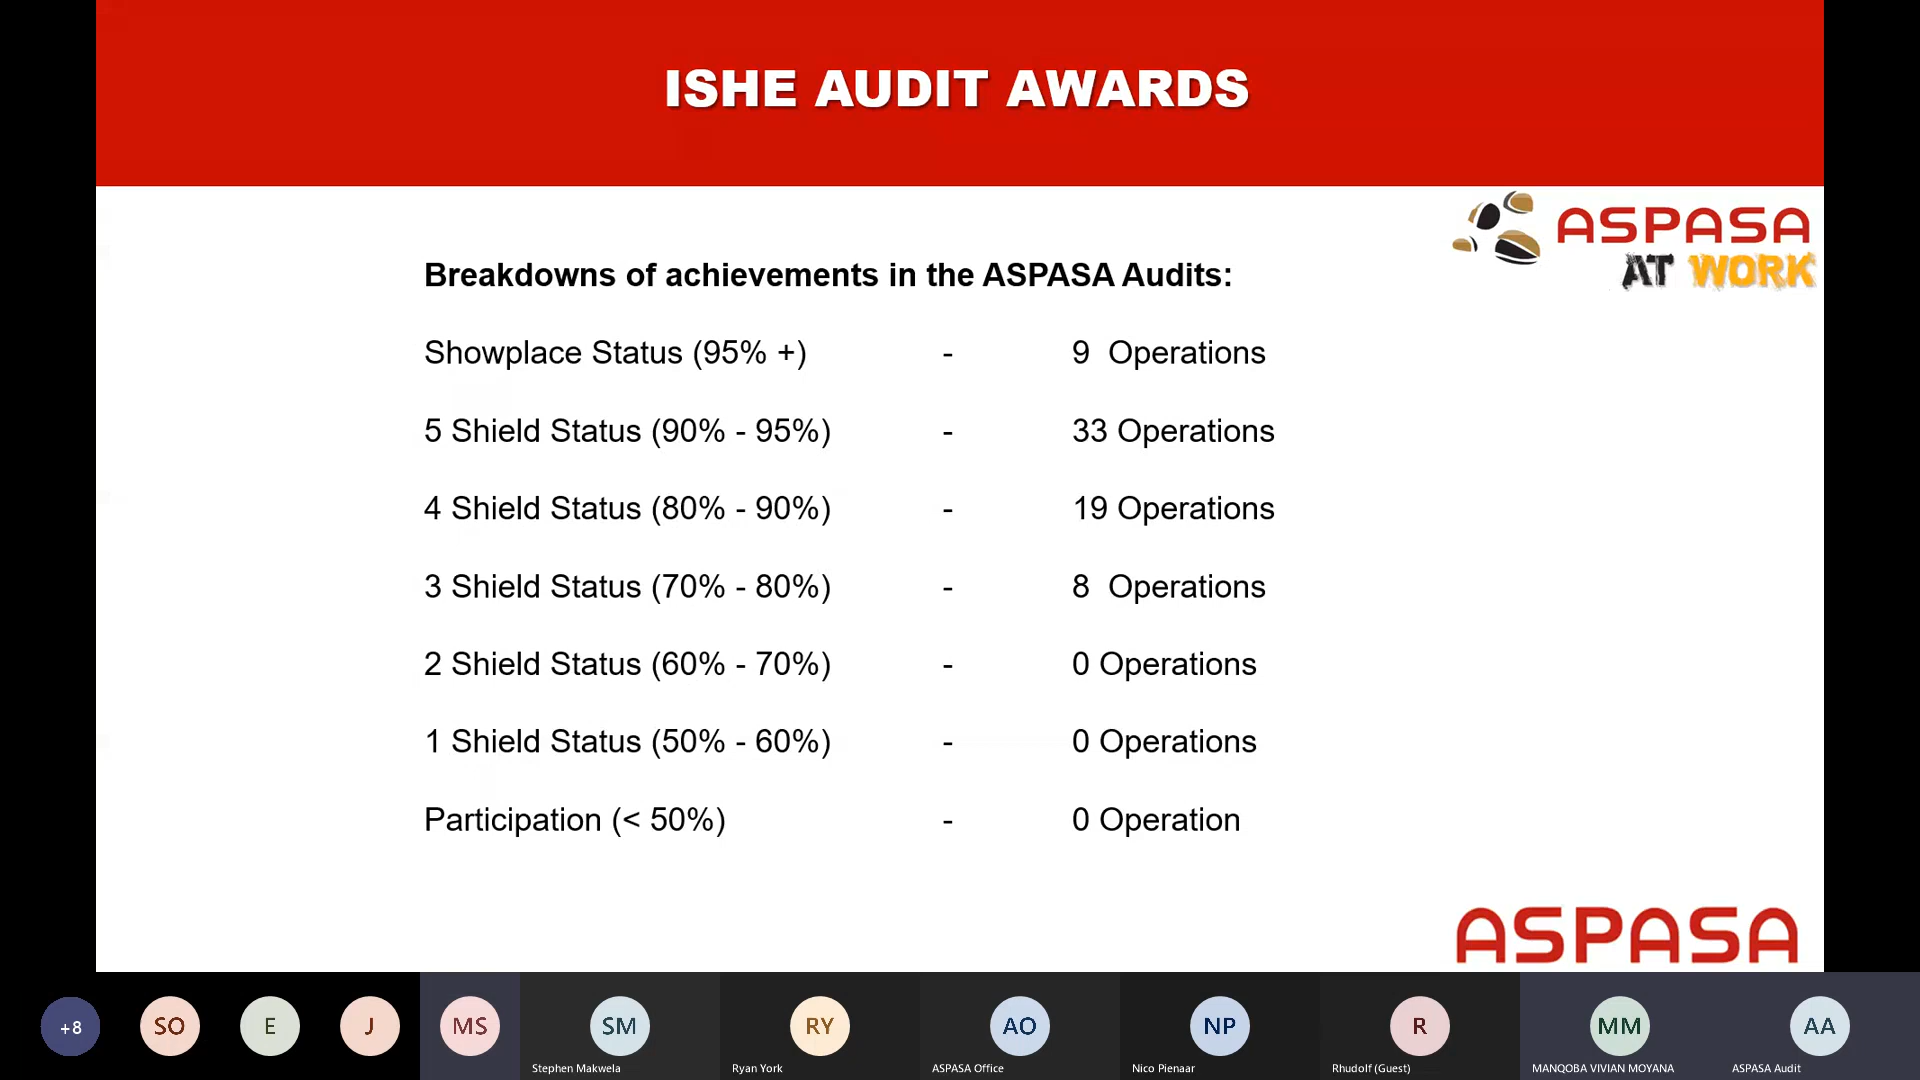 ISHE AUDIT AWARDS
ASPASA
AT WORK
Breakdowns of achievements in the ASPASA Audits:
Showplace Status (95% +) - 9 Operations
5 Shield Status (90% - 95%) - 33 Operations
4 Shield Status (80% - 90%) - 19 Operations
3 Shield Status (70% - 80%) - 8 Operations
2 Shield Status (60% - 70%) - 0 Operations
1 Shield Status (50% - 60%) - 0 Operations
Participation (< 50%) - 0 Operation
ASPASA
+8 SO E J MS SM RY AO NP R MM AA
Stephen Makwela Ryan York ASPASA Office Nico Pienaar Rhudolf (Guest) MANQOBA VIVIAN MOYANA ASPASA Audit